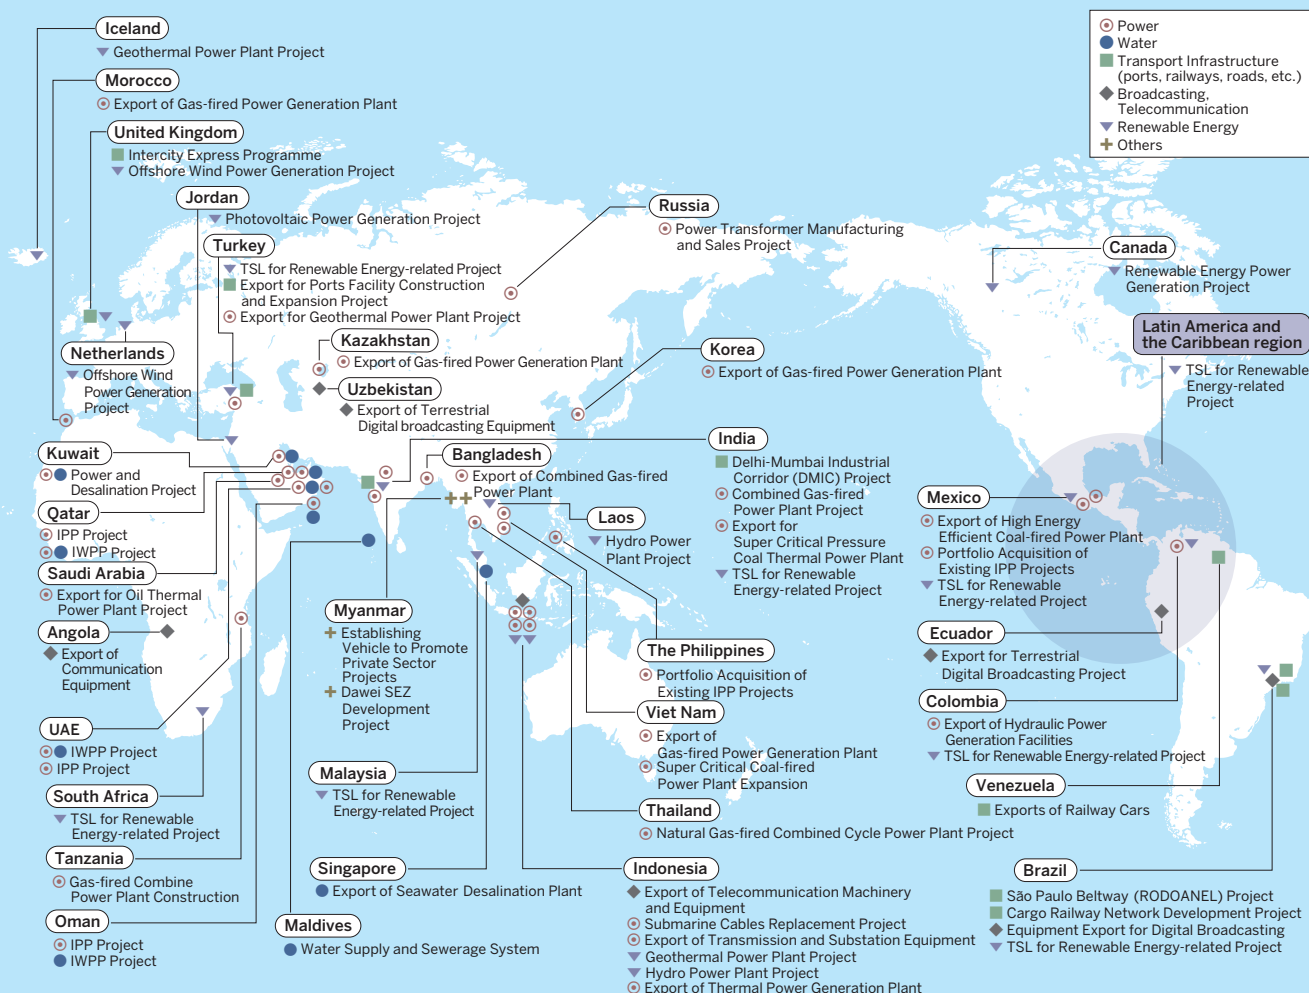 Iceland
Geothermal Power Plant Project
Morocco
Export of Gas-fired Power Generation Plant
United Kingdom
Intercity Express Programme
Offshore Wind Power Generation Project
Jordan
Photovoltaic Power Generation Project
Turkey
TSL for Renewable Energy-related Project
Export for Ports Facility Construction
and Expansion Project
Export for Geothermal Power Plant Project
Netherlands
Offshore Wind
Power Generation
Project
Kazakhstan
Export of Gas-fired Power Generation Plant
Uzbekistan
Export of Terrestrial
Digital broadcasting Equipment
Russia
Power Transformer Manufacturing
and Sales Project
Korea
Export of Gas-fired Power Generation Plant
Power
Water
Transport Infrastructure
(ports, railways, roads, etc.)
Broadcasting,
Telecommunication
Renewable Energy
Others
Canada
Renewable Energy Power
Generation Project
Latin America and
the Caribbean region
TSL for Renewable
Energy-related
Project
Kuwait
Power and
Desalination Project
Qatar
IPP Project
IWPP Project
Saudi Arabia
Export for Oil Thermal
Power Plant Project
Angola
Export of
Communication
Equipment
UAE
IWPP Project
IPP Project
South Africa
TSL for Renewable
Energy-related Project
Tanzania
Gas-fired Combine
Power Plant Construction
Oman
IPP Project
IWPP Project
Bangladesh
Export of Combined Gas-fired
Power Plant
India
Delhi-Mumbai Industrial
Corridor (DMIC) Project
Combined Gas-fired
Power Plant Project
Export for
Super Critical Pressure
Coal Thermal Power Plant
TSL for Renewable
Energy-related Project
Laos
Hydro Power
Plant Project
Myanmar
Establishing
Vehicle to Promote
Private Sector
Projects
Dawei SEZ
Development
Project
The Philippines
Portfolio Acquisition of
Existing IPP Projects
Viet Nam
Export of
Gas-fired Power Generation Plant
Super Critical Coal-fired
Power Plant Expansion
Malaysia
TSL for Renewable
Energy-related Project
Thailand
Natural Gas-fired Combined Cycle Power Plant Project
Singapore
Export of Seawater Desalination Plant
Maldives
Water Supply and Sewerage System
Indonesia
Export of Telecommunication Machinery
and Equipment
Submarine Cables Replacement Project
Export of Transmission and Substation Equipment
Geothermal Power Plant Project
Hydro Power Plant Project
Export of Thermal Power Generation Plant
Mexico
Export of High Energy
Efficient Coal-fired Power Plant
Portfolio Acquisition of
Existing IPP Projects
TSL for Renewable
Energy-related Project
Ecuador
Export for Terrestrial
Digital Broadcasting Project
Colombia
Export of Hydraulic Power
Generation Facilities
TSL for Renewable Energy-related Project
Venezuela
Exports of Railway Cars
Brazil
São Paulo Beltway (RODOANEL) Project
Cargo Railway Network Development Project
Equipment Export for Digital Broadcasting
TSL for Renewable Energy-related Project